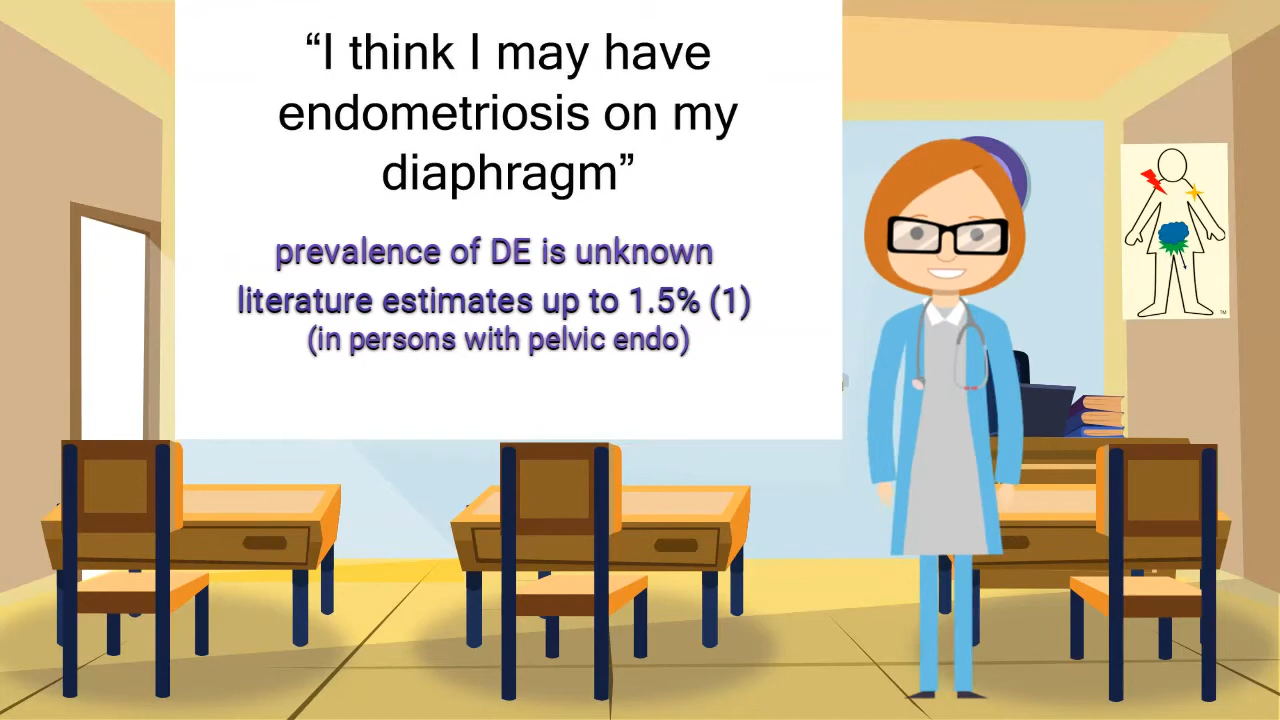 “I think I may have
endometriosis on my
diaphragm”
prevalence of DE is unknown
literature estimates up to 1.5% (1)
(in persons with pelvic endo)
TM